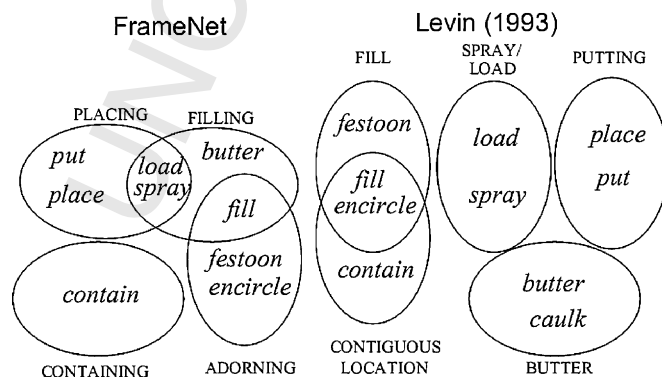 FrameNet
Levin (1993)
FILL
SPRAY/
LOAD
PUTTING
PLACING
FILLING
put
place
load
spray
butter
fill
festoon
encircle
contain
CONTAINING
ADORNING
festoon
fill
encircle
contain
CONTIGUOUS
LOCATION
load
spray
place
put
butter
caulk
BUTTER
UNC